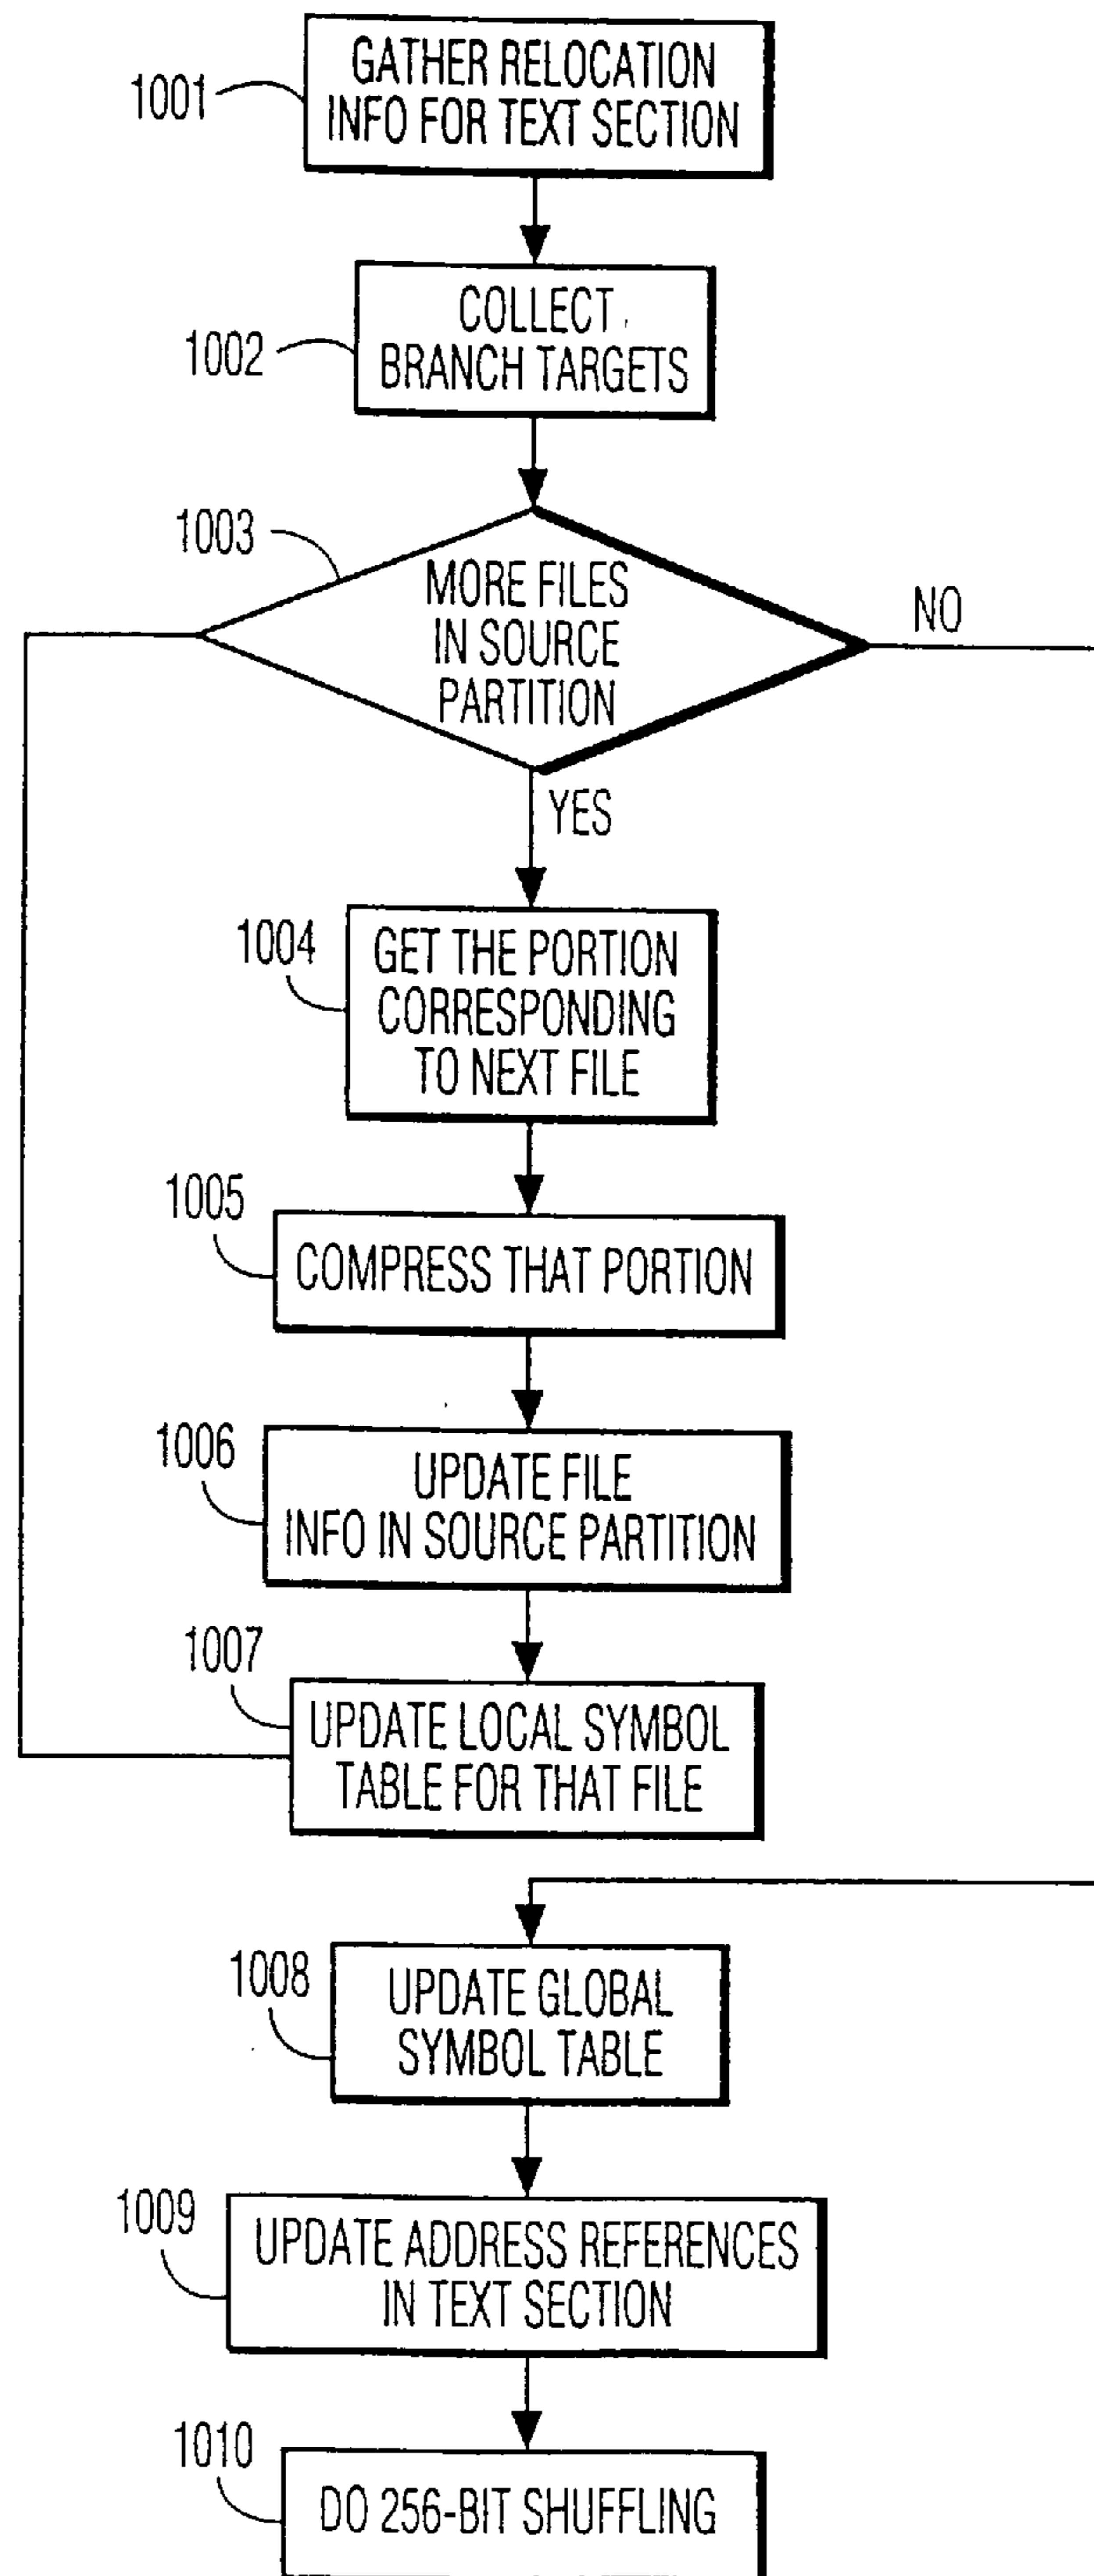 1001
GATHER RELOCATION
INFO FOR TEXT SECTION
1002
COLLECT
BRANCH TARGETS
1003
MORE FILES
IN SOURCE
PARTITION
NO
YES
1004
GET THE PORTION
CORRESPONDING
TO NEXT FILE
1005
COMPRESS THAT PORTION
1006
UPDATE FILE
INFO IN SOURCE PARTITION
1007
UPDATE LOCAL SYMBOL
TABLE FOR THAT FILE
1008
UPDATE GLOBAL
SYMBOL TABLE
1009
UPDATE ADDRESS REFERENCES
IN TEXT SECTION
1010
DO 256-BIT SHUFFLING